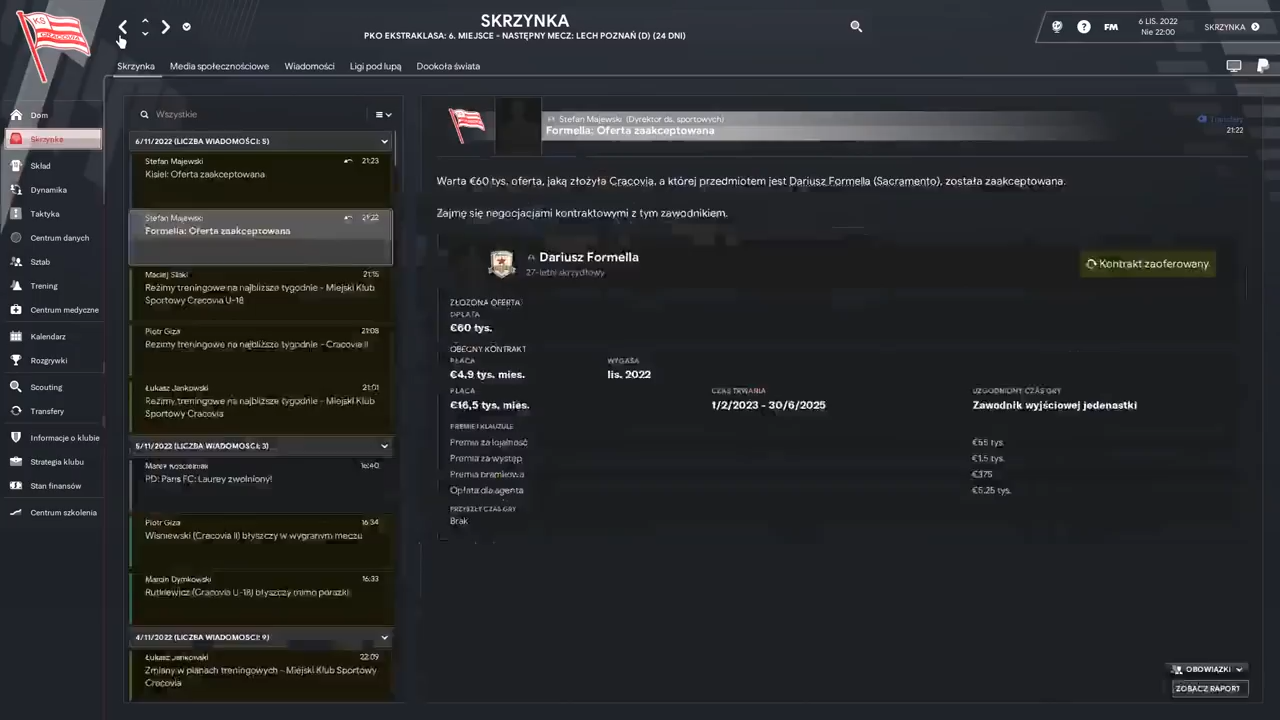 KS CRACOVIA
SKRZYNKA
PKO EKSTRAKLASA: 6. MIEJSCE - NASTĘPNY MECZ: LECH POZNAŃ (D) (24 DNI)
FM
6 LIS. 2022
Nie 22:00
SKRZYNKA
Skrzynka
Media społecznościowe
Wiadomości
Ligi pod lupą
Dookoła świata
Dom
Skrzynka
Skład
Dynamika
Taktyka
Centrum danych
Sztab
Trening
Centrum medyczne
Kalendarz
Rozgrywki
Scouting
Transfery
Informacje o klubie
Strategia klubu
Stan finansów
Centrum szkolenia
Wszystkie
6/11/2022 (LICZBA WIADOMOŚCI: 5)
Stefan Majewski 21:23
Kisiel: Oferta zaakceptowana
Stefan Majewski 21:22
Formella: Oferta zaakceptowana
Maciej Sliski 21:15
Reżimy treningowe na najbliższe tygodnie - Miejski Klub
Sportowy Cracovia U-18
Piotr Giza 21:08
Reżimy treningowe na najbliższe tygodnie - Cracovia II
Łukasz Jankowski 21:01
Reżimy treningowe na najbliższe tygodnie - Miejski Klub
Sportowy Cracovia
5/11/2022 (LICZBA WIADOMOŚCI: 3)
Marek 16:40
PD: Paris FC: Laurey zwolniony!
Piotr Giza 16:34
Wiśniewski (Cracovia II) błyszczy w wygranym meczu
Marcin Dymkowski 16:33
Rutkiewicz (Cracovia U-18) błyszczy mimo porażki
4/11/2022 (LICZBA WIADOMOŚCI: 9)
Łukasz Jankowski 22:09
Zmiany w planach treningowych - Miejski Klub Sportowy
Cracovia
Stefan Majewski (Dyrektor ds. sportowych)
Formella: Oferta zaakceptowana
Transfery
21:22
Warta €60 tys. oferta, jaką złożyła Cracovia, a której przedmiotem jest Dariusz Formella (Sacramento), została zaakceptowana.
Zajmę się negocjacjami kontraktowymi z tym zawodnikiem.
Dariusz Formella
27-letni skrzydłowy
Kontrakt zaoferowany
ZŁOŻONA OFERTA
OPŁATA
€60 tys.
OBECNY KONTRAKT
PŁACA
€4,9 tys. mies.
WYGASA
lis. 2022
PŁACA
€16,5 tys. mies.
CZAS TRWANIA
1/2/2023 - 30/6/2025
UZGODNIONY CZAS GRY
Zawodnik wyjściowej jedenastki
PREMIE I KLAUZULE
Premia za lojalność €55 tys.
Premia za występ €1,5 tys.
Premia bramkowa €375
Opłata dla agenta €6,25 tys.
PRZYSZŁY CZAS GRY
Brak
OBOWIĄZKI
ZOBACZ RAPORT